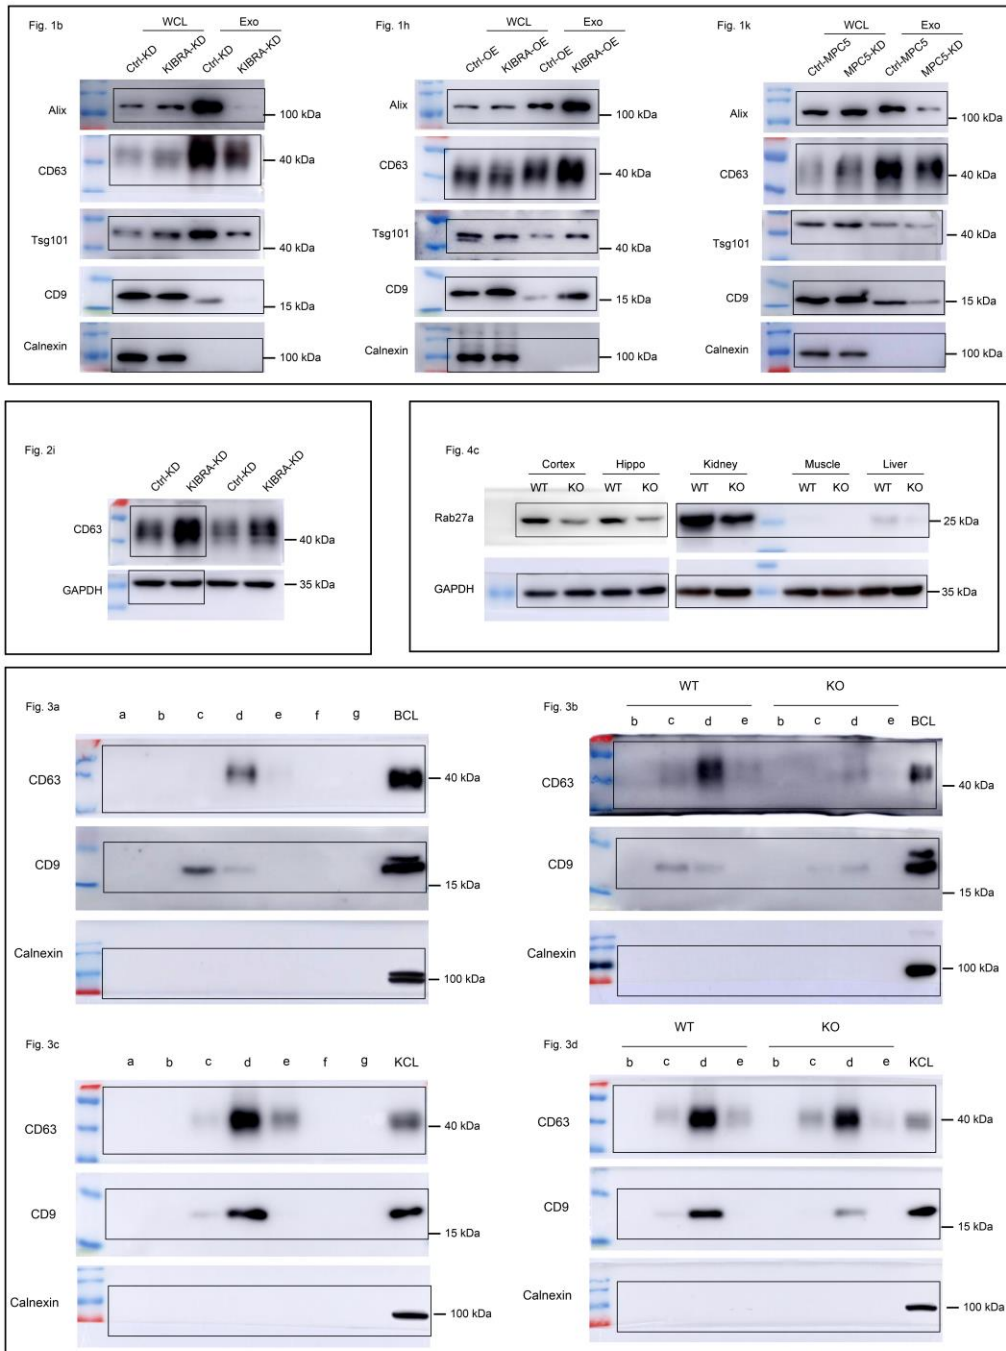 Fig. 1b
WCL Exo
Ctrl-KD KIBRA-KD Ctrl-KD KIBRA-KD
Alix 100 kDa
CD63 40 kDa
Tsg101 40 kDa
CD9 15 kDa
Calnexin 100 kDa
Fig. 1h
WCL Exo
Ctrl-OE KIBRA-OE Ctrl-OE KIBRA-OE
Alix 100 kDa
CD63 40 kDa
Tsg101 40 kDa
CD9 15 kDa
Calnexin 100 kDa
Fig. 1k
WCL Exo
Ctrl-MPC5 MPC5-KD Ctrl-MPC5 MPC5-KD
Alix 100 kDa
CD63 40 kDa
Tsg101 40 kDa
CD9 15 kDa
Calnexin 100 kDa
Fig. 2i
Ctrl-KD KIBRA-KD Ctrl-KD KIBRA-KD
CD63 40 kDa
GAPDH 35 kDa
Fig. 4c
Cortex Hippo Kidney Muscle Liver
WT KO WT KO WT KO WT KO WT KO
Rab27a 25 kDa
GAPDH 35 kDa
Fig. 3a
a b c d e f g BCL
CD63 40 kDa
CD9 15 kDa
Calnexin 100 kDa
Fig. 3b
WT KO
b c d e b c d e BCL
CD63 40 kDa
CD9 15 kDa
Calnexin 100 kDa
Fig. 3c
a b c d e f g KCL
CD63 40 kDa
CD9 15 kDa
Calnexin 100 kDa
Fig. 3d
WT KO
b c d e b c d e KCL
CD63 40 kDa
CD9 15 kDa
Calnexin 100 kDa